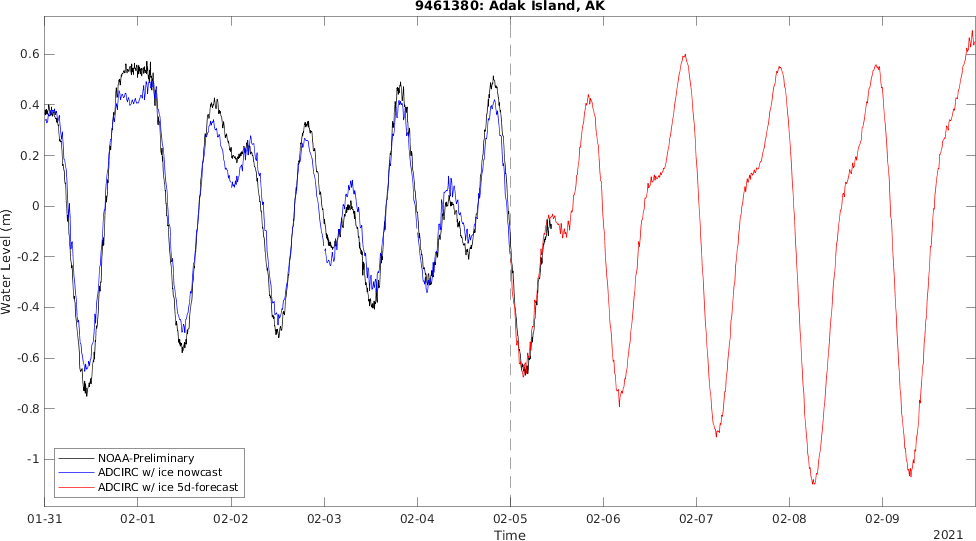 9461380: Adak Island, AK
0.6
0.4
0.2
0
-0.2
-0.4
-0.6
-0.8
-1
Water Level (m)
NOAA-Preliminary
ADCIRC w/ ice nowcast
ADCIRC w/ ice 5d-forecast
01-31 02-01 02-02 02-03 02-04 02-05 02-06 02-07 02-08 02-09
Time
2021